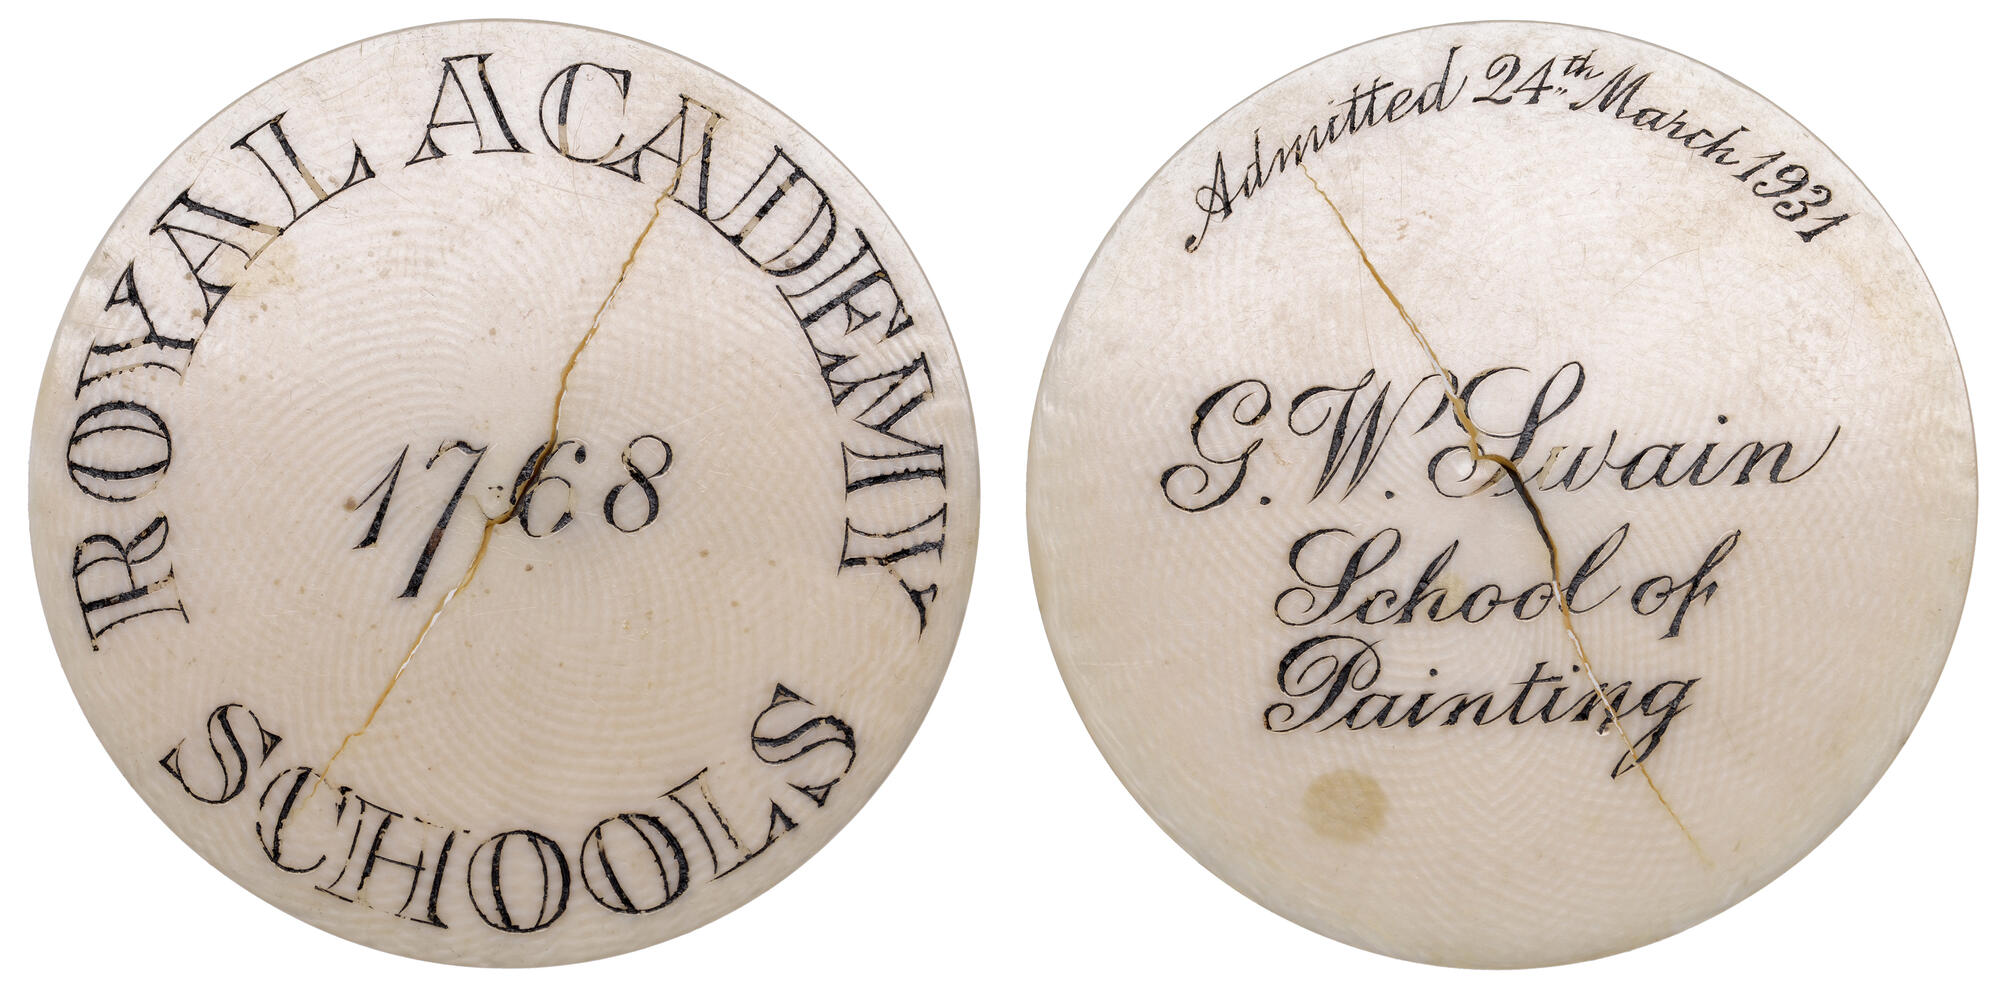 ROYAL ACADEMY
1768
SCHOOLS
Admitted 24th March 1931
G. W. Swain
School of
Painting